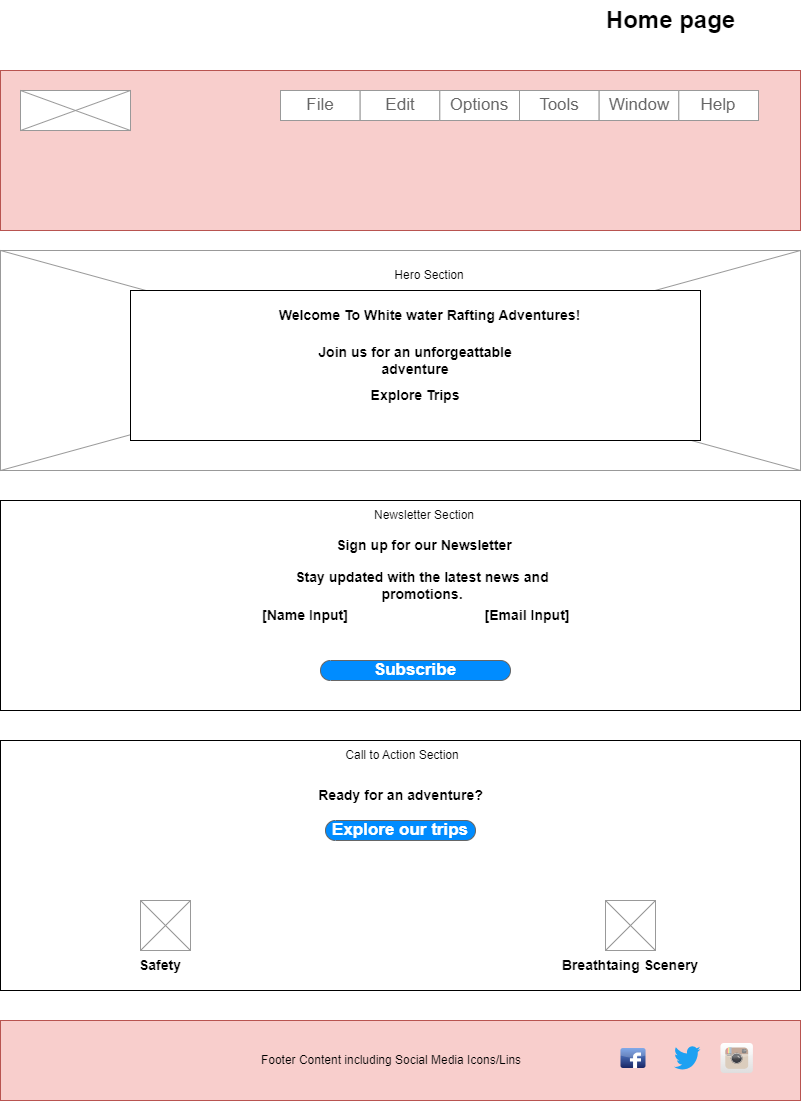 Home page
File Edit Options Tools Window Help
Hero Section
Welcome To White water Rafting Adventures!
Join us for an unforgeattable
adventure
Explore Trips
Newsletter Section
Sign up for our Newsletter
Stay updated with the latest news and
promotions.
[Name Input] [Email Input]
Subscribe
Call to Action Section
Ready for an adventure?
Explore our trips
Safety Breathtaing Scenery
Footer Content including Social Media Icons/Lins